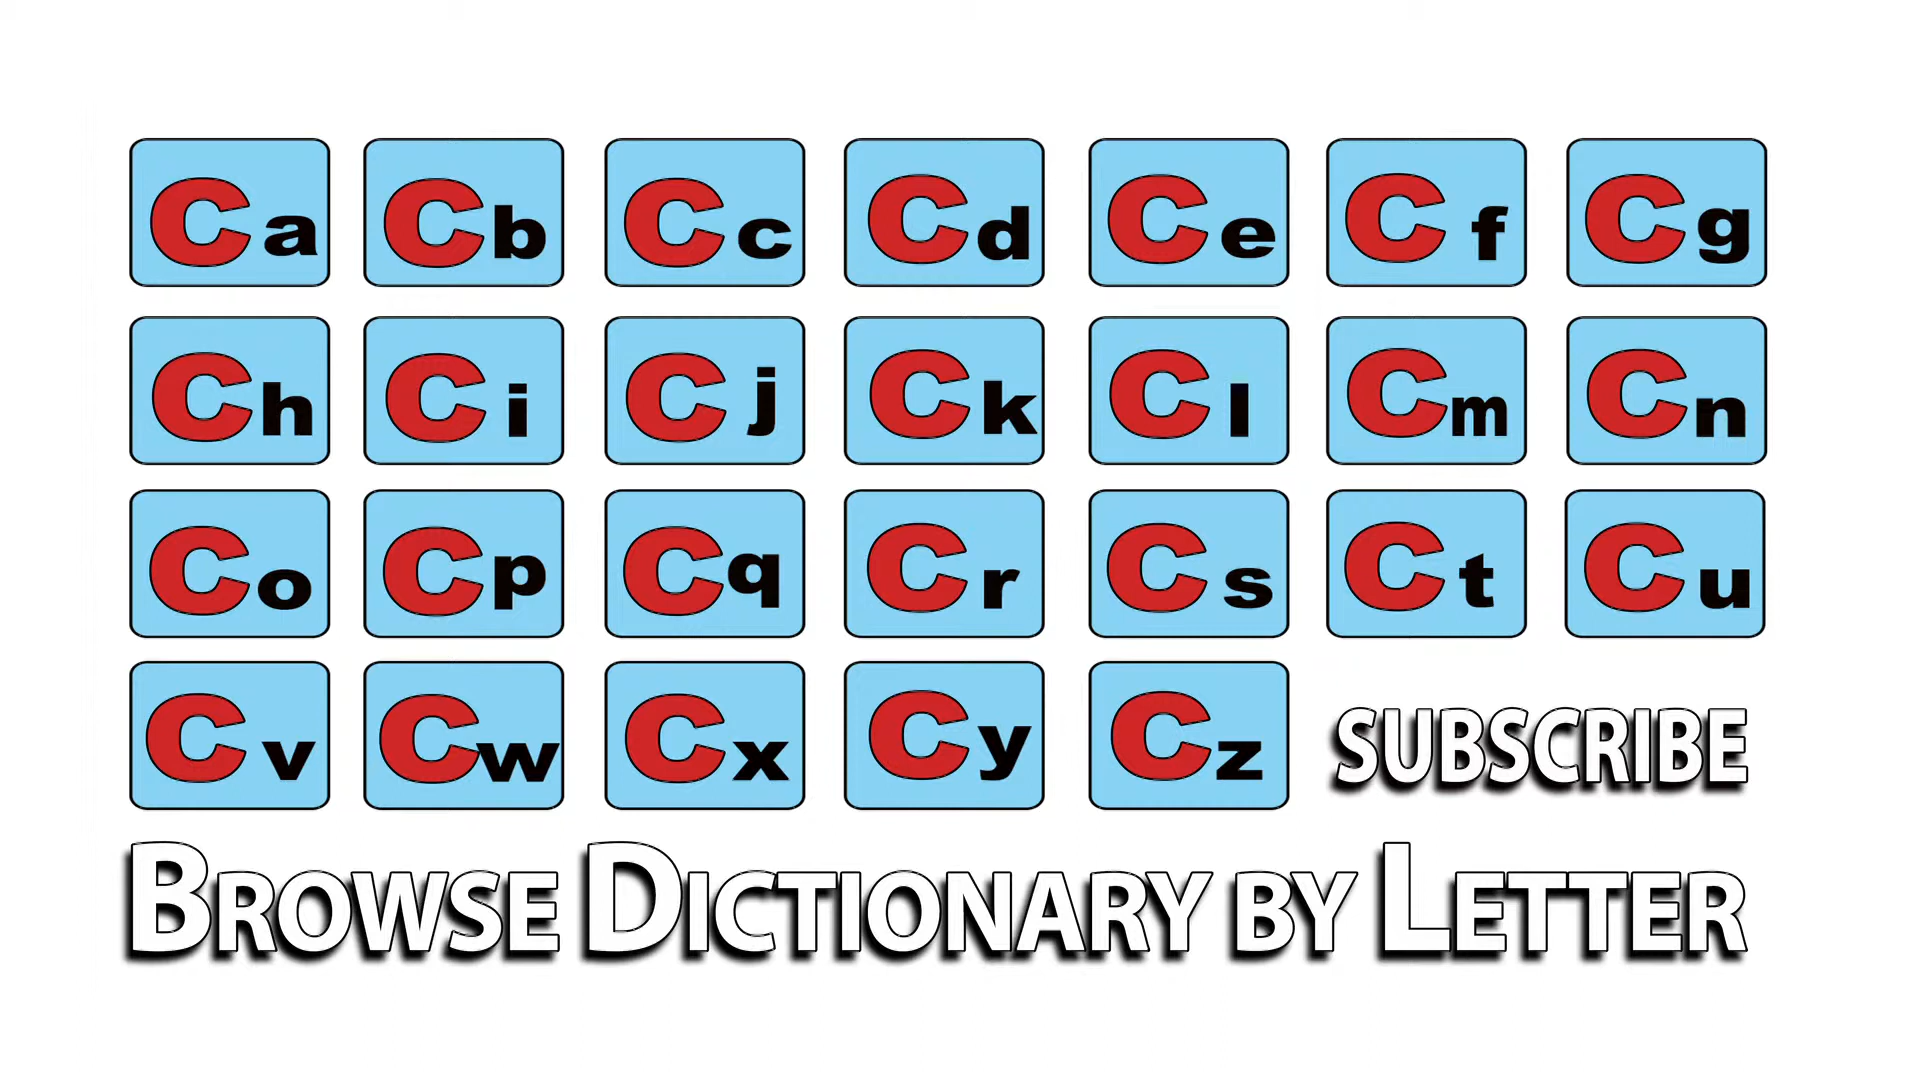 Ca Cb Cc Cd Ce Cf Cg
Ch Ci Cj Ck Cl Cm Cn
Co Cp Cq Cr Cs Ct Cu
Cv Cw Cx Cy Cz SUBSCRIBE
BROWSE DICTIONARY BY LETTER